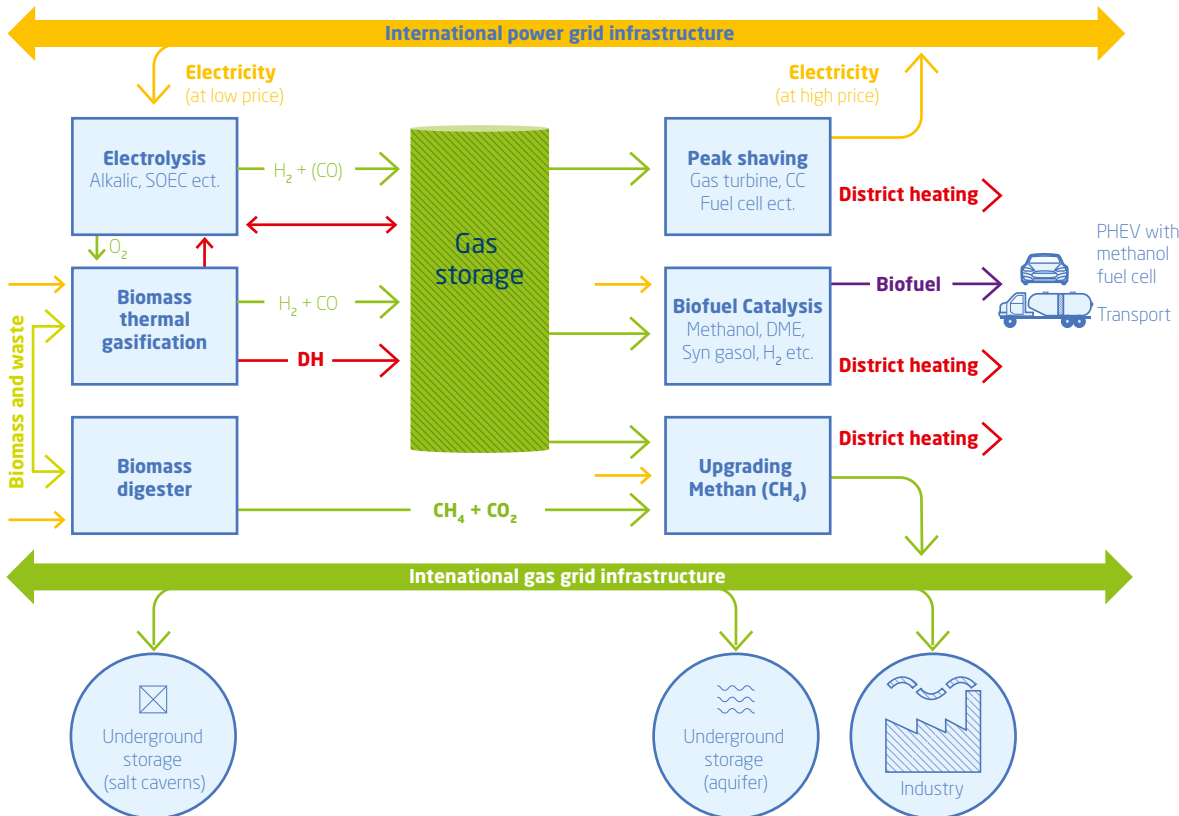 International power grid infrastructure
Electricity
(at low price)
Electricity
(at high price)
Electrolysis
Alkalic, SOEC ect.
H₂ + (CO)
Gas
storage
Peak shaving
Gas turbine, CC
Fuel cell ect.
District heating
O₂
Biomass
thermal
gasification
H₂ + CO
DH
Biofuel Catalysis
Methanol, DME,
Syn gasol, H₂ etc.
Biofuel
PHEV with
methanol
fuel cell
Transport
District heating
Biomass and waste
Biomass
digester
CH₄ + CO₂
Upgrading
Methan (CH₄)
District heating
Intenational gas grid infrastructure
Underground
storage
(salt caverns)
Underground
storage
(aquifer)
Industry